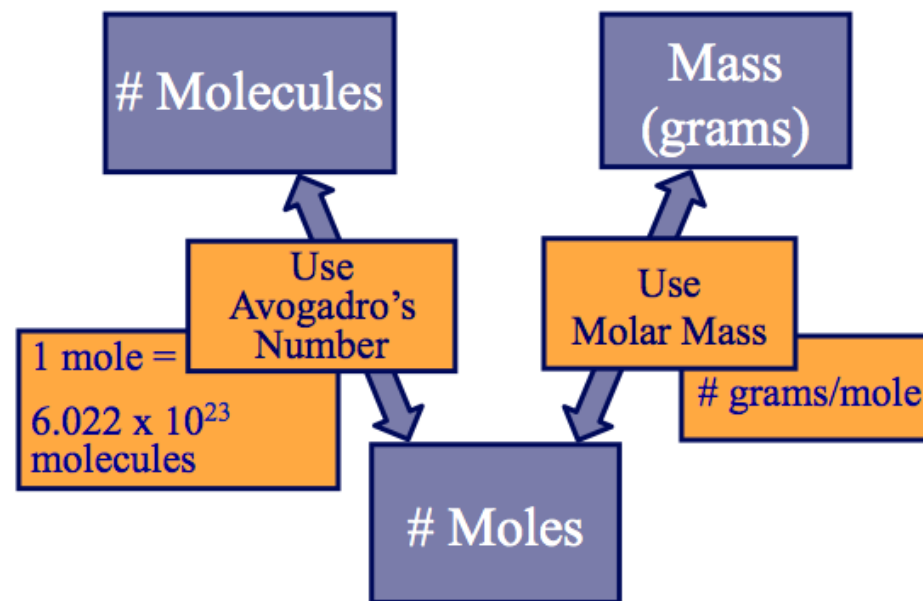 # Molecules
Mass
(grams)
Use
Avogadro’s
Number
Use
Molar Mass
1 mole =
6.022 x 10²³
molecules
# grams/mole
# Moles